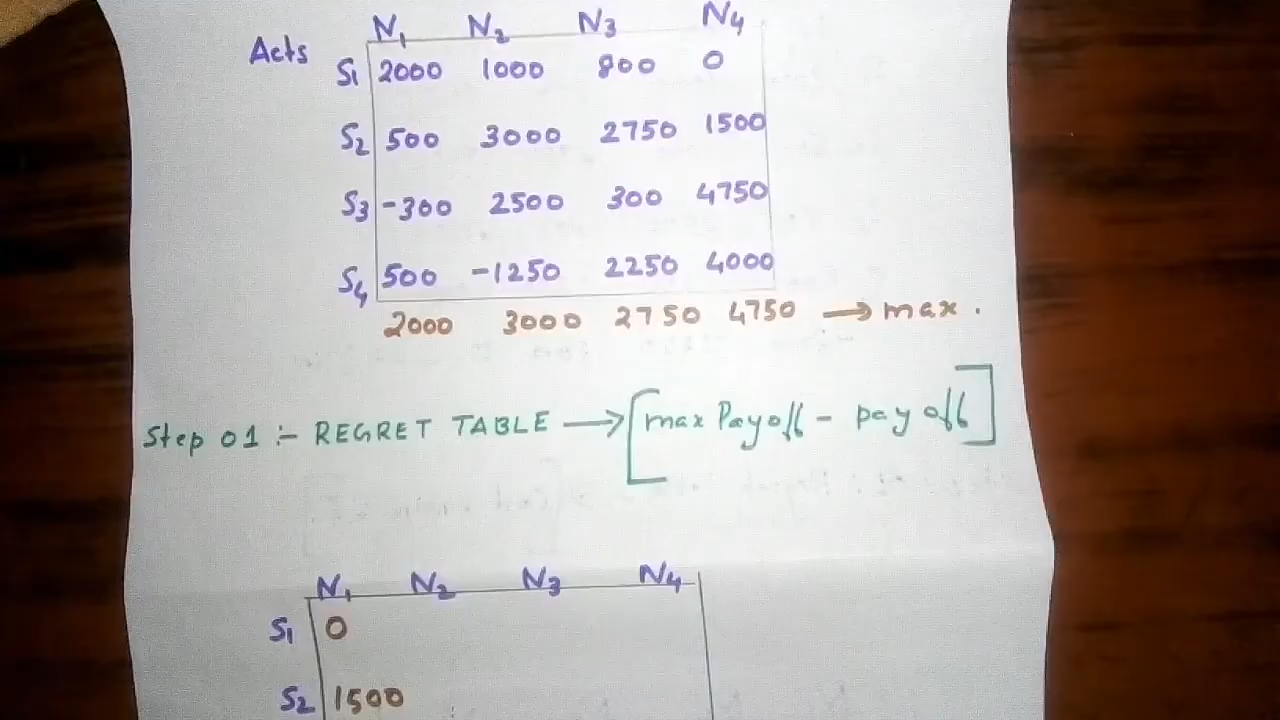 N1 N2 N3 N4
Acts
S1 2000 1000 800 0
S2 500 3000 2750 1500
S3 -300 2500 300 4750
S4 500 -1250 2250 4000
2000 3000 2750 4750 → max.
Step 01 :- REGRET TABLE → [max Payoff - pay off]
N1 N2 N3 N4
S1 0
S2 1500